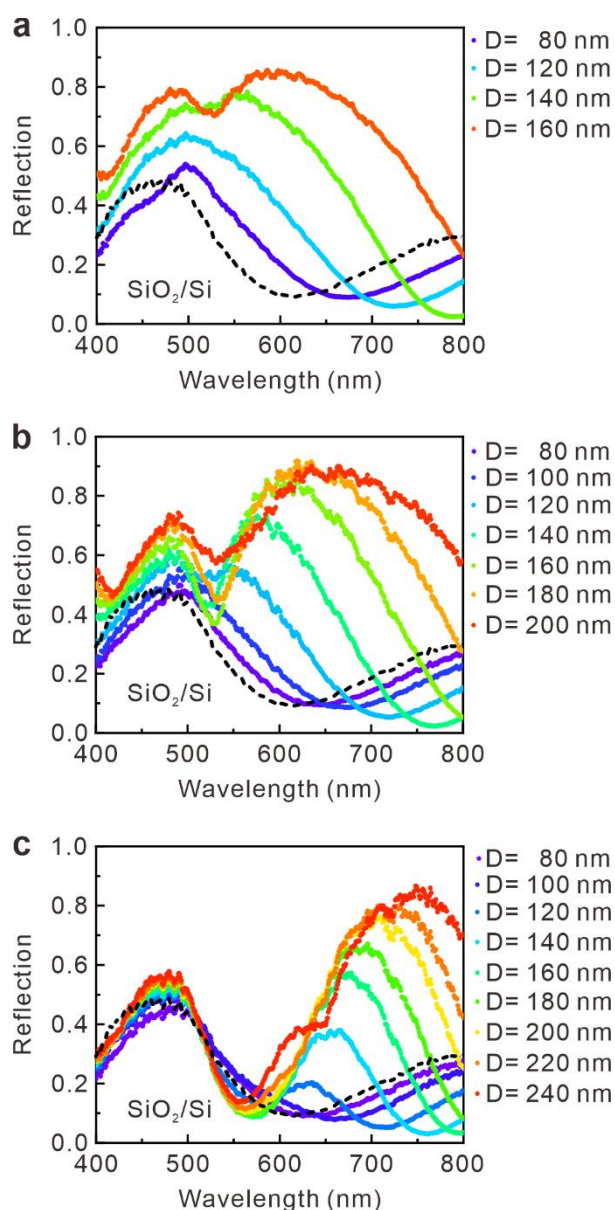 a
1.0
0.8
0.6
0.4
0.2
0.0
Reflection
SiO₂/Si
400 500 600 700 800
Wavelength (nm)
D= 80 nm
D= 120 nm
D= 140 nm
D= 160 nm
b
1.0
0.8
0.6
0.4
0.2
0.0
Reflection
SiO₂/Si
400 500 600 700 800
Wavelength (nm)
D= 80 nm
D= 100 nm
D= 120 nm
D= 140 nm
D= 160 nm
D= 180 nm
D= 200 nm
c
1.0
0.8
0.6
0.4
0.2
0.0
Reflection
SiO₂/Si
400 500 600 700 800
Wavelength (nm)
D= 80 nm
D= 100 nm
D= 120 nm
D= 140 nm
D= 160 nm
D= 180 nm
D= 200 nm
D= 220 nm
D= 240 nm